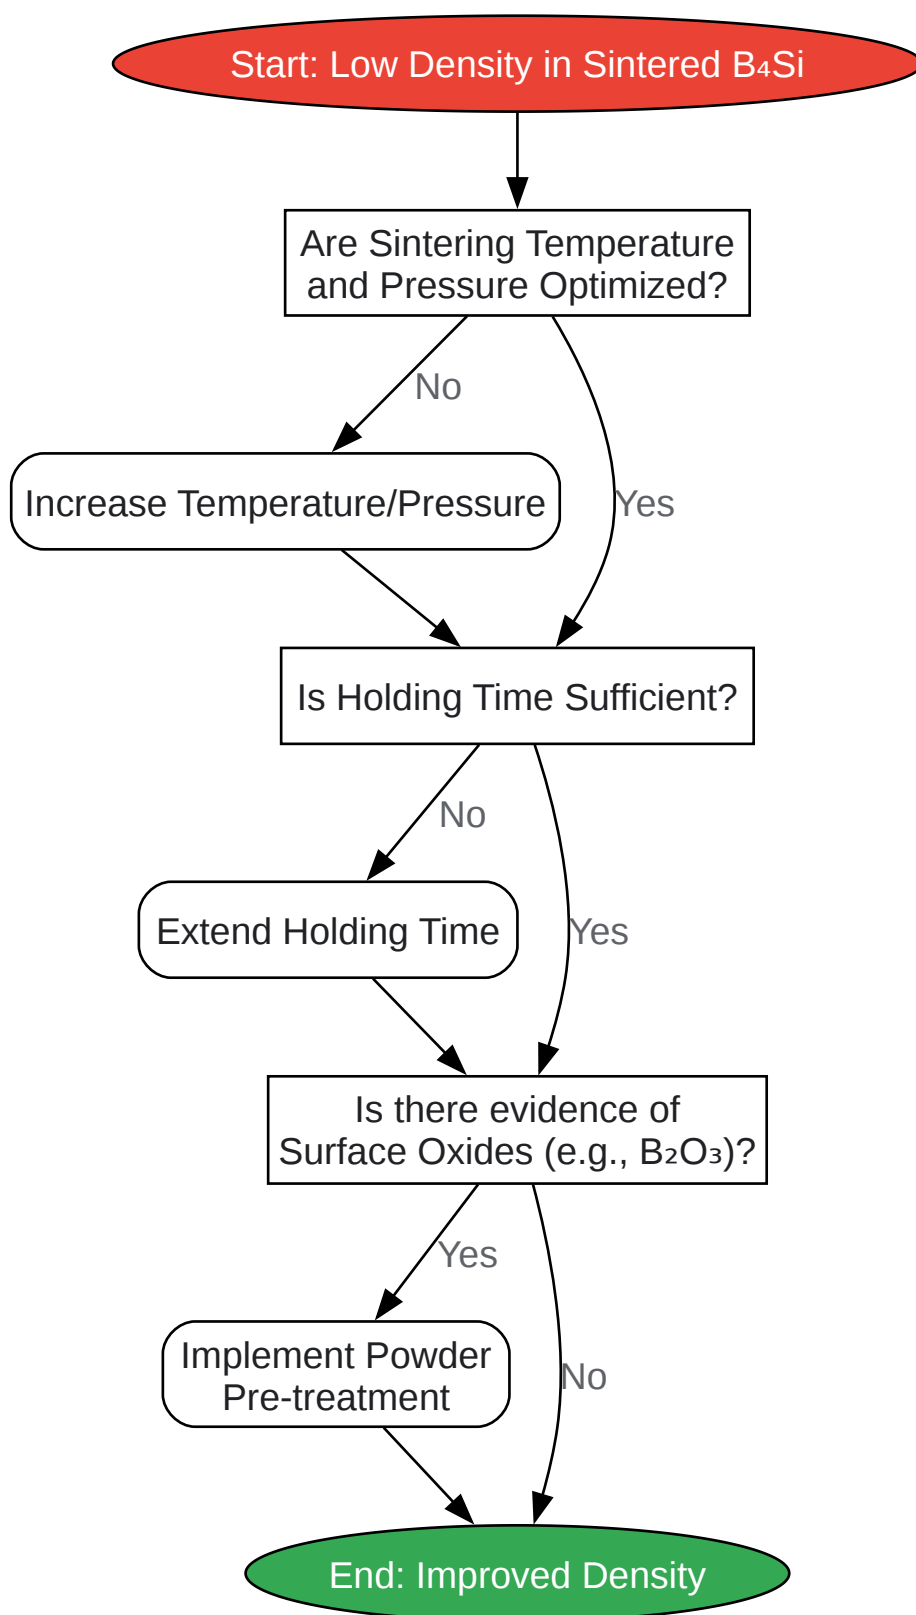 Start: Low Density in Sintered B₄Si
Are Sintering Temperature
and Pressure Optimized?
No
Increase Temperature/Pressure
Yes
Is Holding Time Sufficient?
No
Extend Holding Time
Yes
Is there evidence of
Surface Oxides (e.g., B₂O₃)?
Yes
Implement Powder
Pre-treatment
No
End: Improved Density